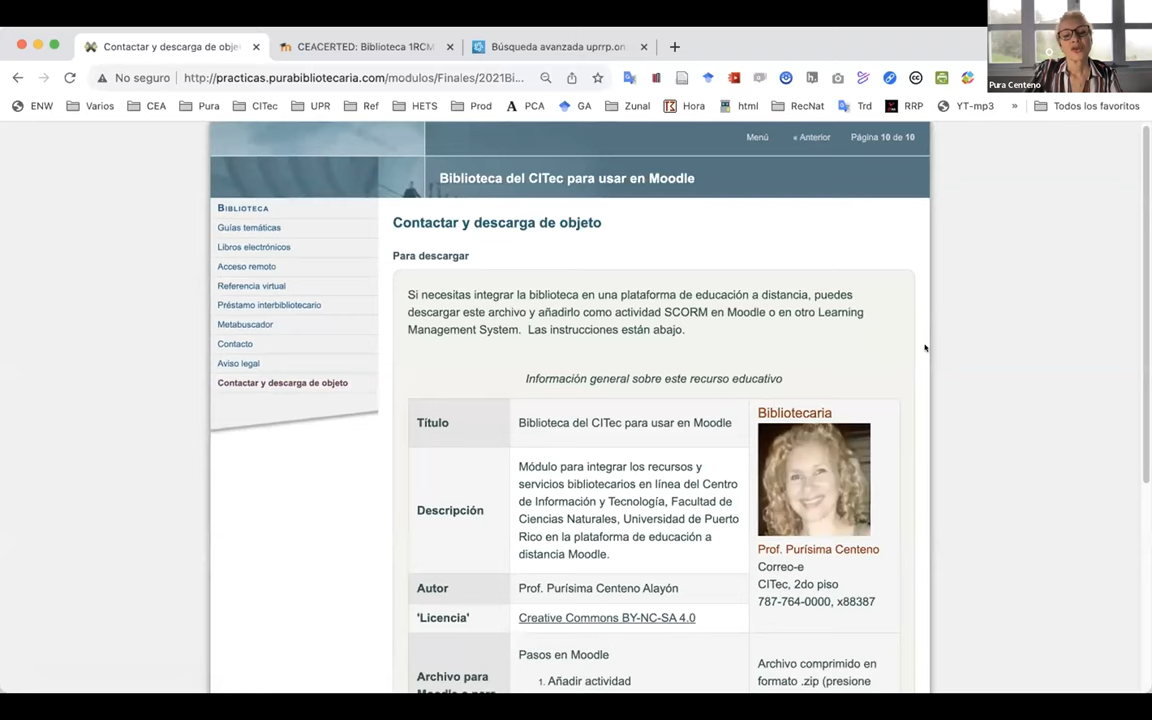 Contactar y descarga de obje
CEACERTED: Biblioteca 1RCM
Búsqueda avanzada uprrp.on
No seguro
http://practicas.purabibliotecaria.com/modulos/Finales/2021Bi...
Pura Centeno
ENW Varios CEA Pura CITec UPR Ref HETS Prod PCA GA Zunal Hora html RecNat Trd RRP YT-mp3 » Todos los favoritos
Menú « Anterior Página 10 de 10
Biblioteca del CITec para usar en Moodle
BIBLIOTECA
Guías temáticas
Libros electrónicos
Acceso remoto
Referencia virtual
Préstamo interbibliotecario
Metabuscador
Contacto
Aviso legal
Contactar y descarga de objeto
Contactar y descarga de objeto
Para descargar
Si necesitas integrar la biblioteca en una plataforma de educación a distancia, puedes
descargar este archivo y añadirlo como actividad SCORM en Moodle o en otro Learning
Management System. Las instrucciones están abajo.
Información general sobre este recurso educativo
Título
Biblioteca del CITec para usar en Moodle
Descripción
Módulo para integrar los recursos y
servicios bibliotecarios en línea del Centro
de Información y Tecnología, Facultad de
Ciencias Naturales, Universidad de Puerto
Rico en la plataforma de educación a
distancia Moodle.
Autor
Prof. Purísima Centeno Alayón
'Licencia'
Creative Commons BY-NC-SA 4.0
Archivo para
Pasos en Moodle
1. Añadir actividad
Bibliotecaria
Prof. Purísima Centeno
Correo-e
CITec, 2do piso
787-764-0000, x88387
Archivo comprimido en
formato .zip (presione